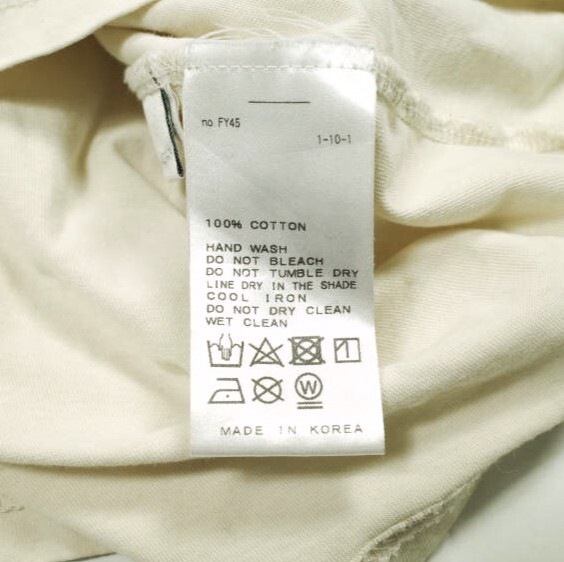 no.FY45
1-10-1
100% COTTON
HAND WASH
DO NOT BLEACH
DO NOT TUMBLE DRY
LINE DRY IN THE SHADE
COOL IRON
DO NOT DRY CLEAN
WET CLEAN
W
MADE IN KOREA